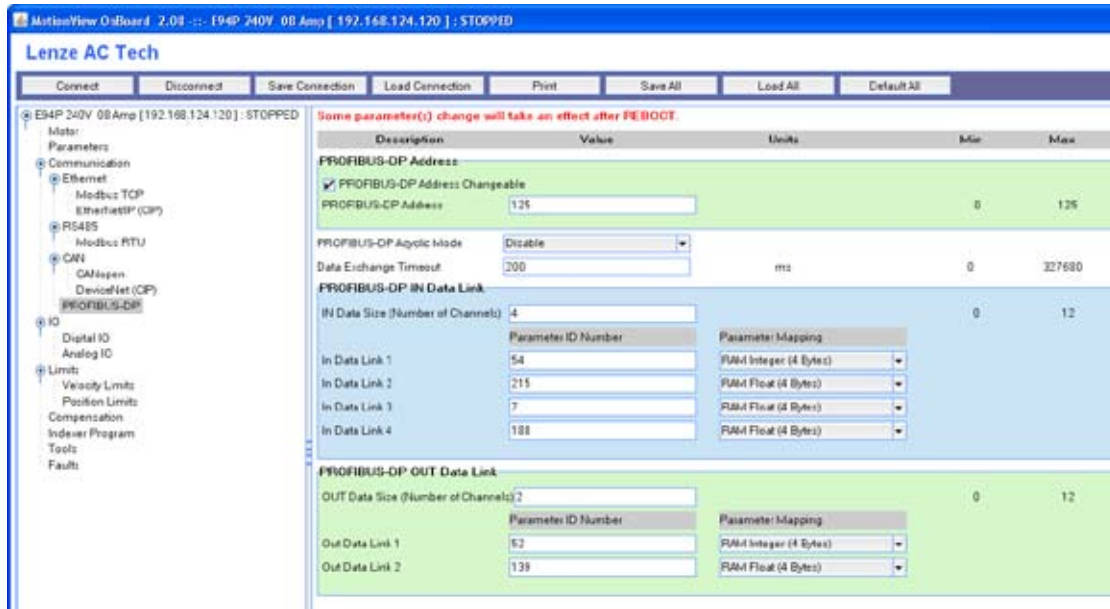 MotionView OnBoard 2.00 -::- E94P 240V 08 Amp [ 192.168.124.120 ] : STOPPED
Lenze AC Tech
Connect Disconnect Save Connection Load Connection Print Save All Load All Default All
E94P 240V 08 Amp [192.168.124.120] : STOPPED
Motor
Parameters
Communication
Ethernet
Modbus TCP
EtherNet/IP (CIP)
RS485
Modbus RTU
CAN
CANopen
DeviceNet (CIP)
PROFIBUS-DP
IO
Digital IO
Analog IO
Limits
Velocity Limits
Position Limits
Compensation
Indexer Program
Tools
Faults
Some parameter(s) change will take an effect after REBOOT.
Description Value Units Min Max
PROFIBUS-DP Address
PROFIBUS-DP Address Changeable
PROFIBUS-DP Address 125 0 125
PROFIBUS-DP Acyclic Mode Disable
Data Exchange Timeout 200 ms 0 327680
PROFIBUS-DP IN Data Link
IN Data Size (Number of Channels) 4 0 12
Parameter ID Number Parameter Mapping
In Data Link 1 54 RAM Integer (4 Bytes)
In Data Link 2 215 RAM Float (4 Bytes)
In Data Link 3 7 RAM Float (4 Bytes)
In Data Link 4 188 RAM Float (4 Bytes)
PROFIBUS-DP OUT Data Link
OUT Data Size (Number of Channels) 2 0 12
Parameter ID Number Parameter Mapping
Out Data Link 1 52 RAM Integer (4 Bytes)
Out Data Link 2 139 RAM Float (4 Bytes)